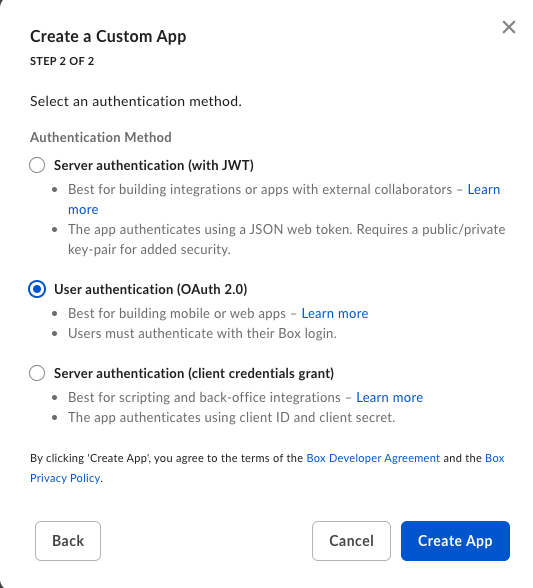 Create a Custom App
STEP 2 OF 2
Select an authentication method.
Authentication Method
Server authentication (with JWT)
• Best for building integrations or apps with external collaborators – Learn
more
• The app authenticates using a JSON web token. Requires a public/private
key-pair for added security.
User authentication (OAuth 2.0)
• Best for building mobile or web apps – Learn more
• Users must authenticate with their Box login.
Server authentication (client credentials grant)
• Best for scripting and back-office integrations – Learn more
• The app authenticates using client ID and client secret.
By clicking 'Create App', you agree to the terms of the Box Developer Agreement and the Box
Privacy Policy.
Back
Cancel
Create App